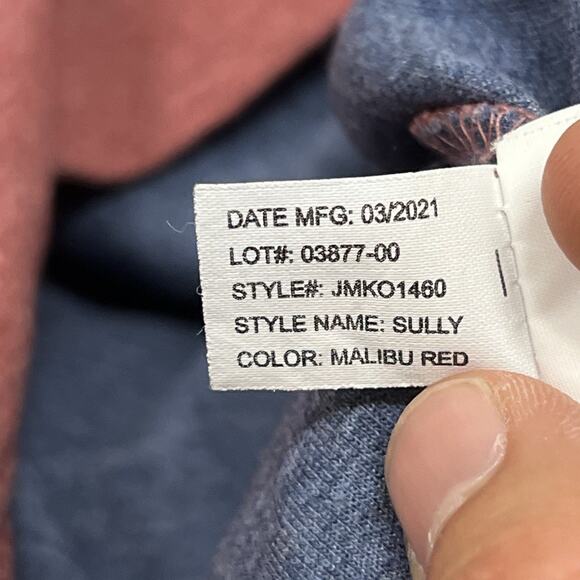 DATE MFG: 03/2021
LOT#: 03877-00
STYLE#: JMKO1460
STYLE NAME: SULLY
COLOR: MALIBU RED